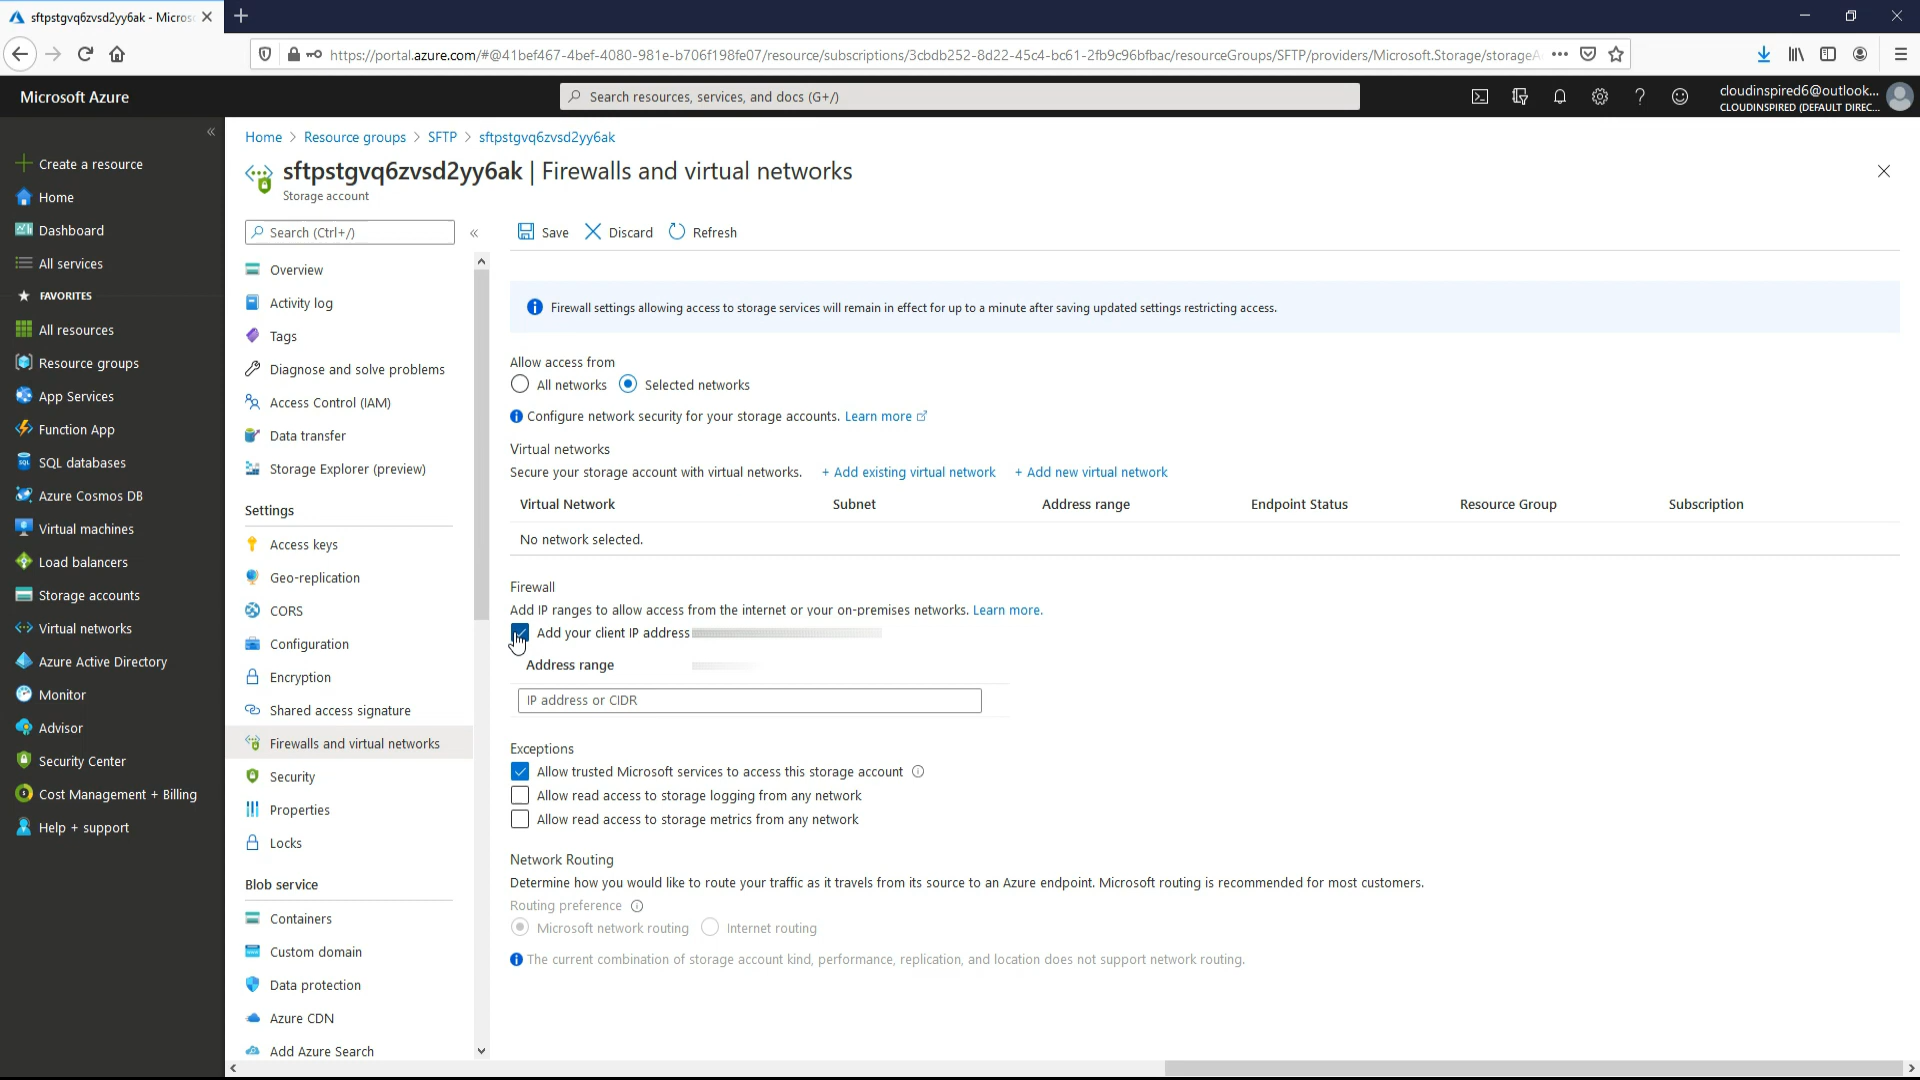 sftpstgvq6zvsd2yy6ak - Micros
https://portal.azure.com/#@41bef467-4bef-4080-981e-b706f198fe07/resource/subscriptions/3cbdb252-8d22-45c4-bc61-2fb9c96bfbac/resourceGroups/SFTP/providers/Microsoft.Storage/storageA
Microsoft Azure
Search resources, services, and docs (G+/)
cloudinspired6@outlook...
CLOUDINSPIRED (DEFAULT DIREC...
Create a resource
Home
Dashboard
All services
FAVORITES
All resources
Resource groups
App Services
Function App
SQL databases
Azure Cosmos DB
Virtual machines
Load balancers
Storage accounts
Virtual networks
Azure Active Directory
Monitor
Advisor
Security Center
Cost Management + Billing
Help + support
Home > Resource groups > SFTP > sftpstgvq6zvsd2yy6ak
sftpstgvq6zvsd2yy6ak | Firewalls and virtual networks
Storage account
Search (Ctrl+/)
Overview
Activity log
Tags
Diagnose and solve problems
Access Control (IAM)
Data transfer
Storage Explorer (preview)
Settings
Access keys
Geo-replication
CORS
Configuration
Encryption
Shared access signature
Firewalls and virtual networks
Security
Properties
Locks
Blob service
Containers
Custom domain
Data protection
Azure CDN
Add Azure Search
Save Discard Refresh
Firewall settings allowing access to storage services will remain in effect for up to a minute after saving updated settings restricting access.
Allow access from
All networks Selected networks
Configure network security for your storage accounts. Learn more
Virtual networks
Secure your storage account with virtual networks. + Add existing virtual network + Add new virtual network
Virtual Network Subnet Address range Endpoint Status Resource Group Subscription
No network selected.
Firewall
Add IP ranges to allow access from the internet or your on-premises networks. Learn more.
Add your client IP address
Address range
IP address or CIDR
Exceptions
Allow trusted Microsoft services to access this storage account
Allow read access to storage logging from any network
Allow read access to storage metrics from any network
Network Routing
Determine how you would like to route your traffic as it travels from its source to an Azure endpoint. Microsoft routing is recommended for most customers.
Routing preference
Microsoft network routing Internet routing
The current combination of storage account kind, performance, replication, and location does not support network routing.